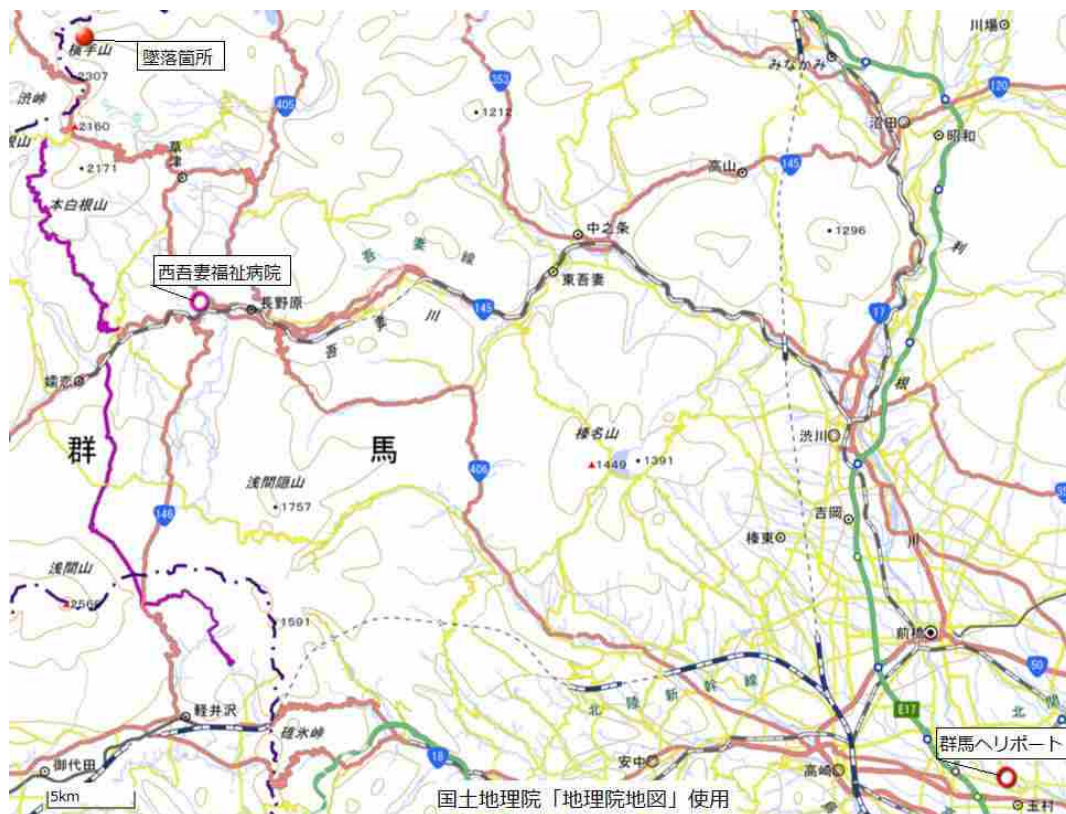 横手山
墜落箇所
川場
353
みなかみ
2307
渋峠
405
1212
120
2160
沼田
昭和
草津
2171
高山
145
本白根山
中之条
1296
利
西吾妻福祉病院
吾妻線
東吾妻
長野原
145
17
吾妻川
嬬恋
根
群馬
榛名山
渋川
1449
1391
406
浅間隠山
1757
146
吉岡
榛東
川
浅間山
2568
1591
前橋
50
北陸新幹線
北関
軽井沢
E17
碓氷峠
群馬ヘリポート
御代田
18
安中
高崎
5km
国土地理院「地理院地図」使用
玉村